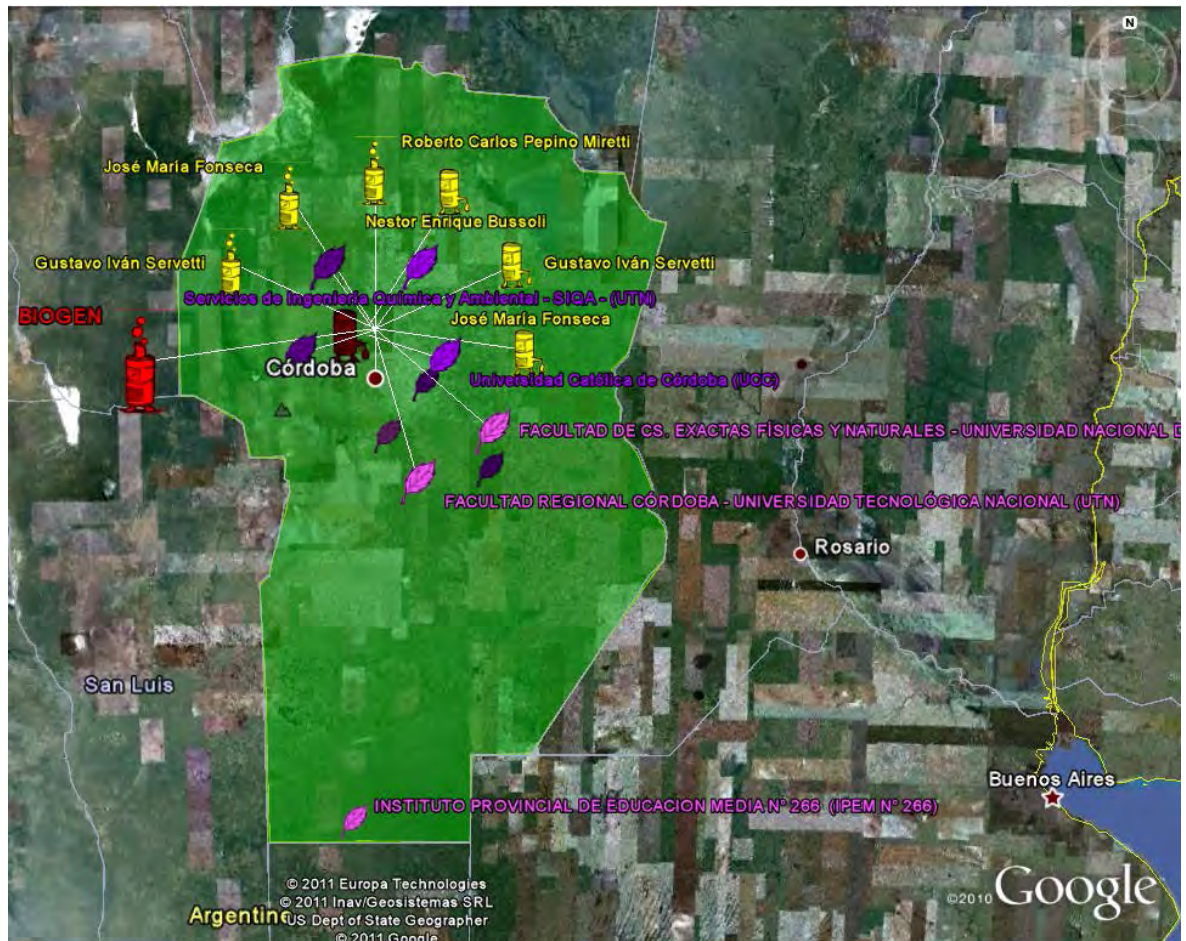 N
Roberto Carlos Pepino Miretti
José María Fonseca
Nestor Enrique Bussoli
Gustavo Iván Servetti
Gustavo Iván Servetti
Servicios de Ingeniería Química y Ambiental - SIQA - (UTN)
BIOGEN
José María Fonseca
Córdoba
Universidad Católica de Córdoba (UCC)
FACULTAD DE CS. EXACTAS FÍSICAS Y NATURALES - UNIVERSIDAD NACIONAL D
FACULTAD REGIONAL CÓRDOBA - UNIVERSIDAD TECNOLÓGICA NACIONAL (UTN)
Rosario
San Luis
Buenos Aires
INSTITUTO PROVINCIAL DE EDUCACION MEDIA N° 266 (IPEM N° 266)
© 2011 Europa Technologies
© 2011 Inav/Geosistemas SRL
Argentine
US Dept of State Geographer
© 2011 Google
©2010 Google